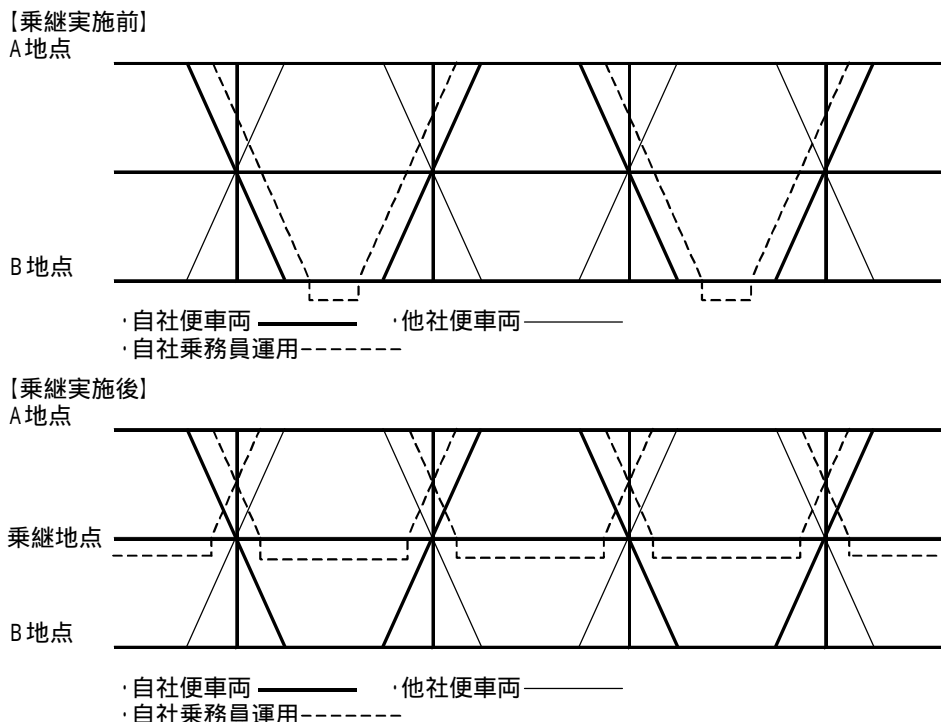 【乗継実施前】
A地点
B地点
・自社便車両 ・他社便車両
・自社乗務員運用
【乗継実施後】
A地点
乗継地点
B地点
・自社便車両 ・他社便車両
・自社乗務員運用